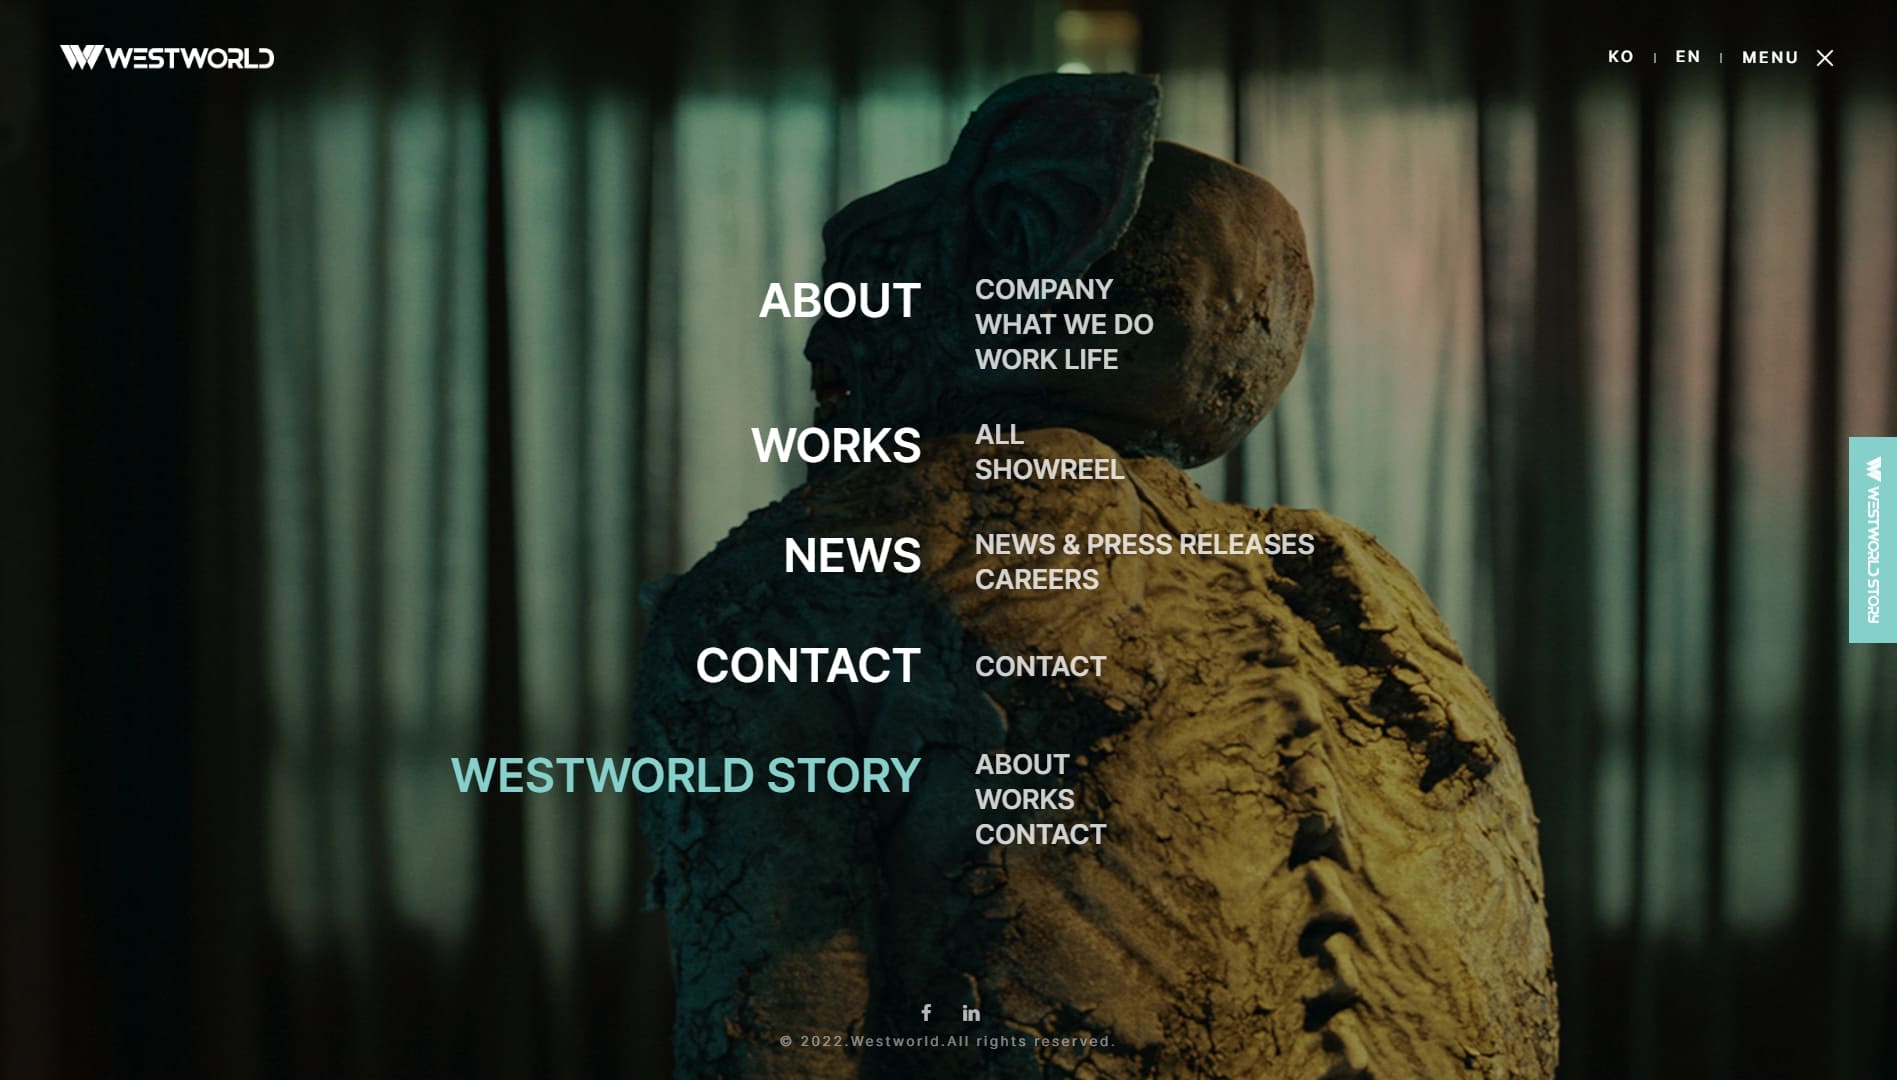 WESTWORLD
KO | EN | MENU
ABOUT
COMPANY
WHAT WE DO
WORK LIFE
WORKS
ALL
SHOWREEL
NEWS
NEWS & PRESS RELEASES
CAREERS
CONTACT
CONTACT
WESTWORLD STORY
ABOUT
WORKS
CONTACT
WESTWORLD STORY
© 2022.Westworld.All rights reserved.